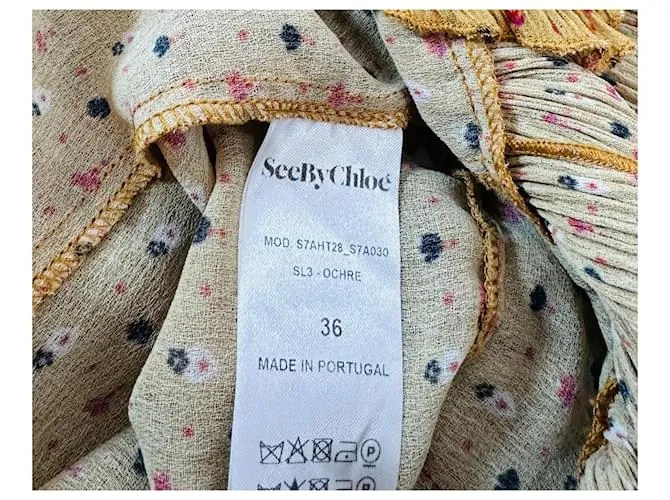 SeeByChloé
MOD. S7AHT28_S7A030
SL3 - OCHRE
36
MADE IN PORTUGAL
P